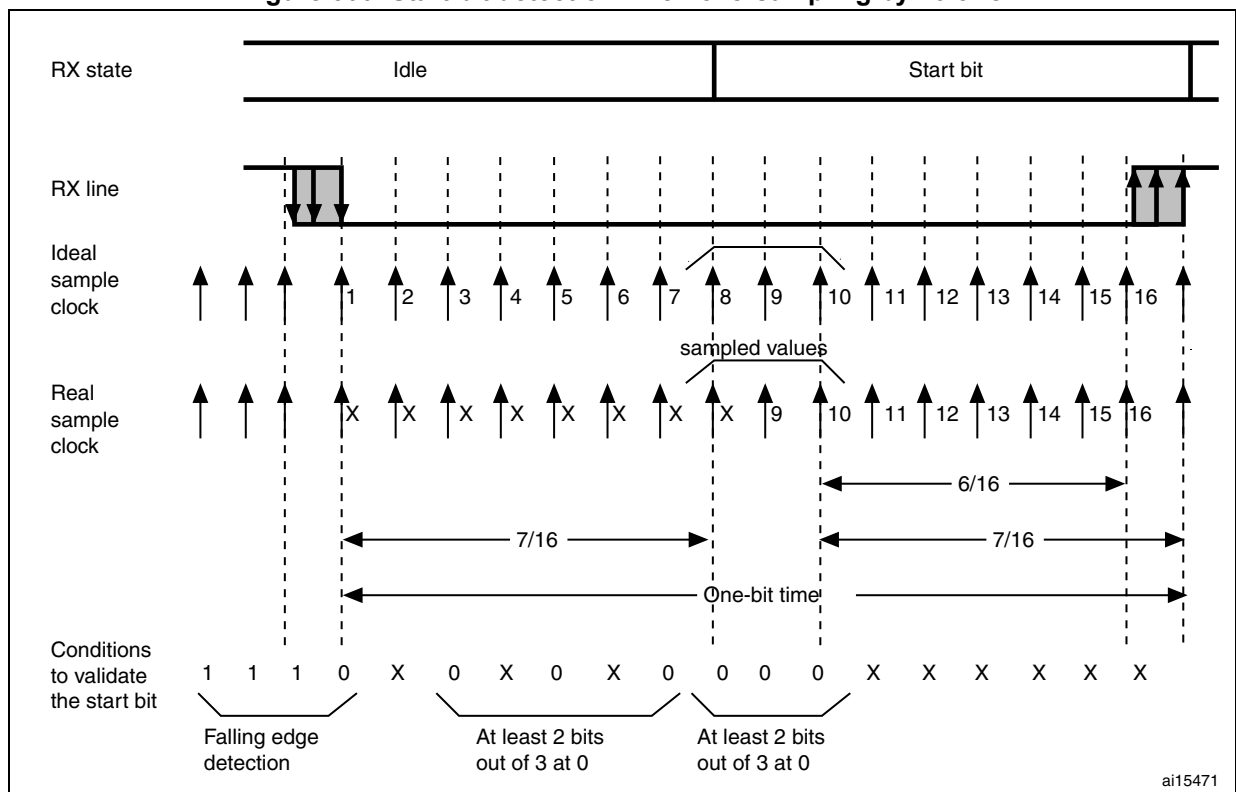 RX state
Idle
Start bit
RX line
Ideal
sample
clock
1 2 3 4 5 6 7 8 9 10 11 12 13 14 15 16
sampled values
Real
sample
clock
X X X X X X X X 9 10 11 12 13 14 15 16
6/16
7/16
7/16
One-bit time
Conditions
to validate
the start bit
1 1 1 0 X 0 X 0 X 0 0 0 0 X X X X X X
Falling edge
detection
At least 2 bits
out of 3 at 0
At least 2 bits
out of 3 at 0
ai15471